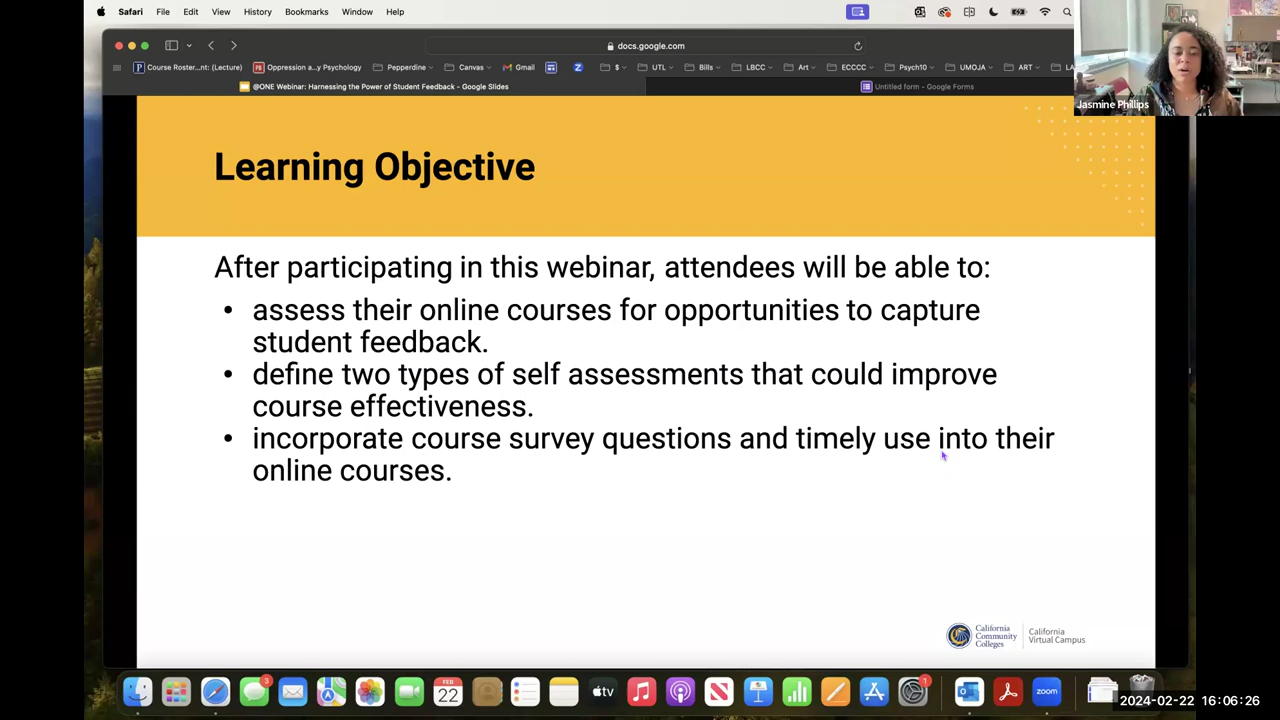 Safari File Edit View History Bookmarks Window Help
docs.google.com
Course Roster...nt: (Lecture) Oppression a...y Psychology Pepperdine Canvas Gmail $ UTL Bills LBCC Art ECCCC Psych10 UMOJA ART LA
@ONE Webinar: Harnessing the Power of Student Feedback - Google Slides Untitled form - Google Forms
Jasmine Phillips
Learning Objective
After participating in this webinar, attendees will be able to:
• assess their online courses for opportunities to capture
student feedback.
• define two types of self assessments that could improve
course effectiveness.
• incorporate course survey questions and timely use into their
online courses.
California
Community
Colleges
California
Virtual Campus
3
FEB
22
tv
1
zoom
2024-02-22 16:06:26